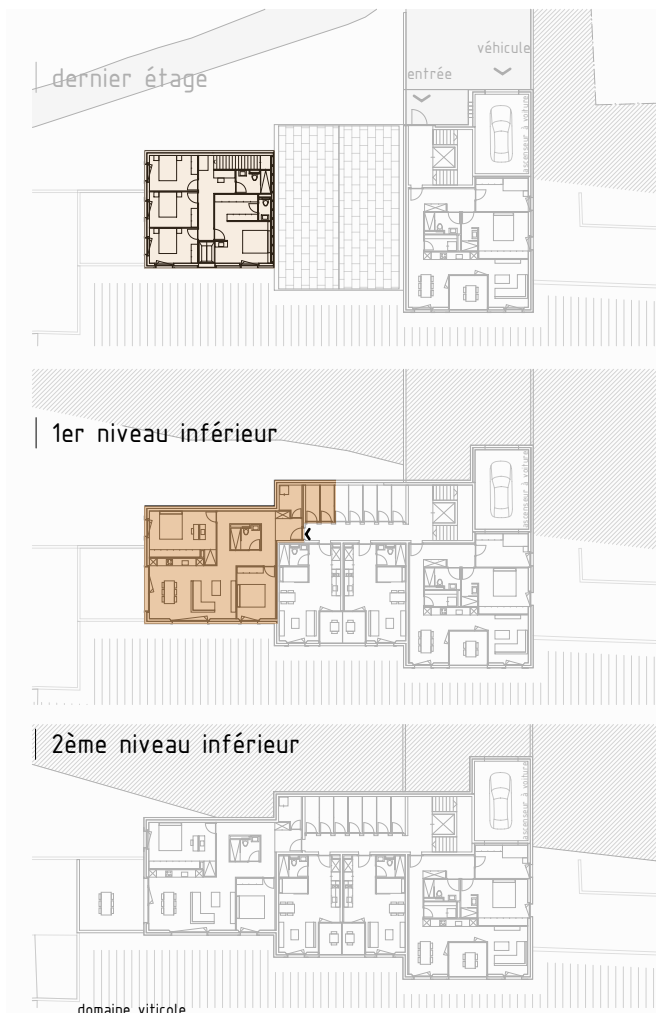 véhicule
dernier étage
entrée
ascenseur à voiture
1er niveau inférieur
ascenseur à voiture
2ème niveau inférieur
ascenseur à voiture
domaine viticole